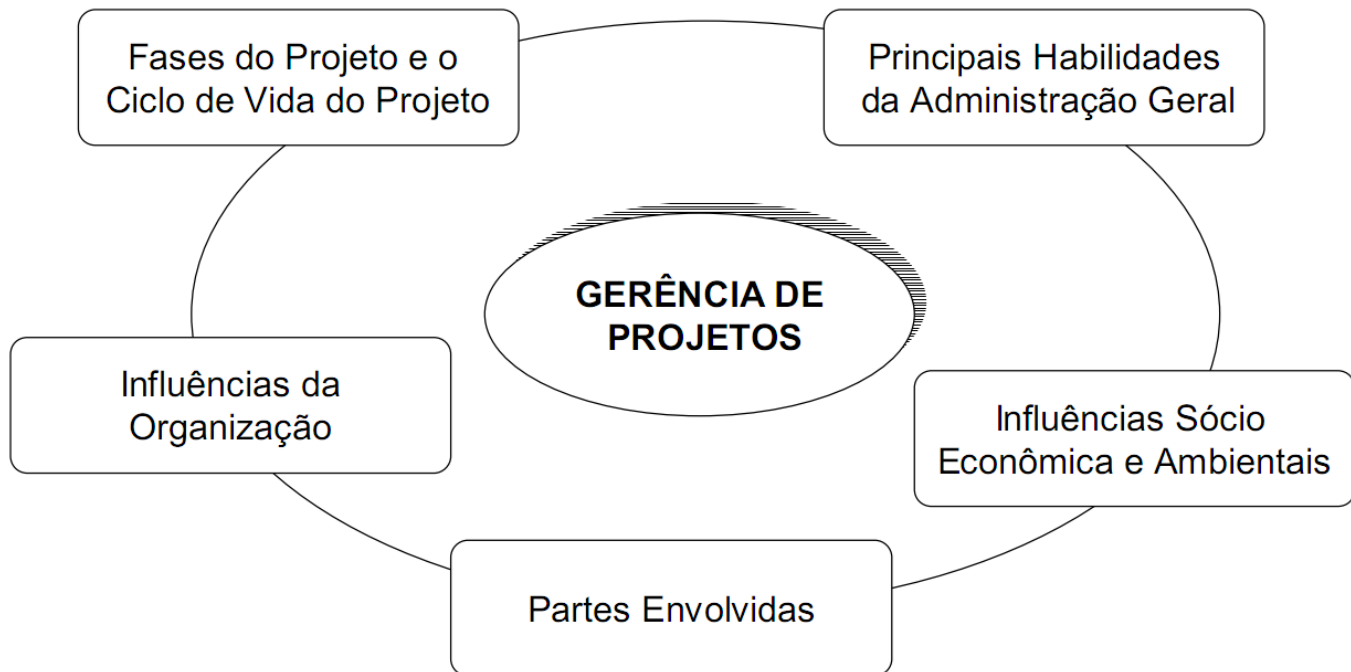 Fases do Projeto e o
Ciclo de Vida do Projeto
Principais Habilidades
da Administração Geral
GERÊNCIA DE
PROJETOS
Influências da
Organização
Influências Sócio
Econômica e Ambientais
Partes Envolvidas